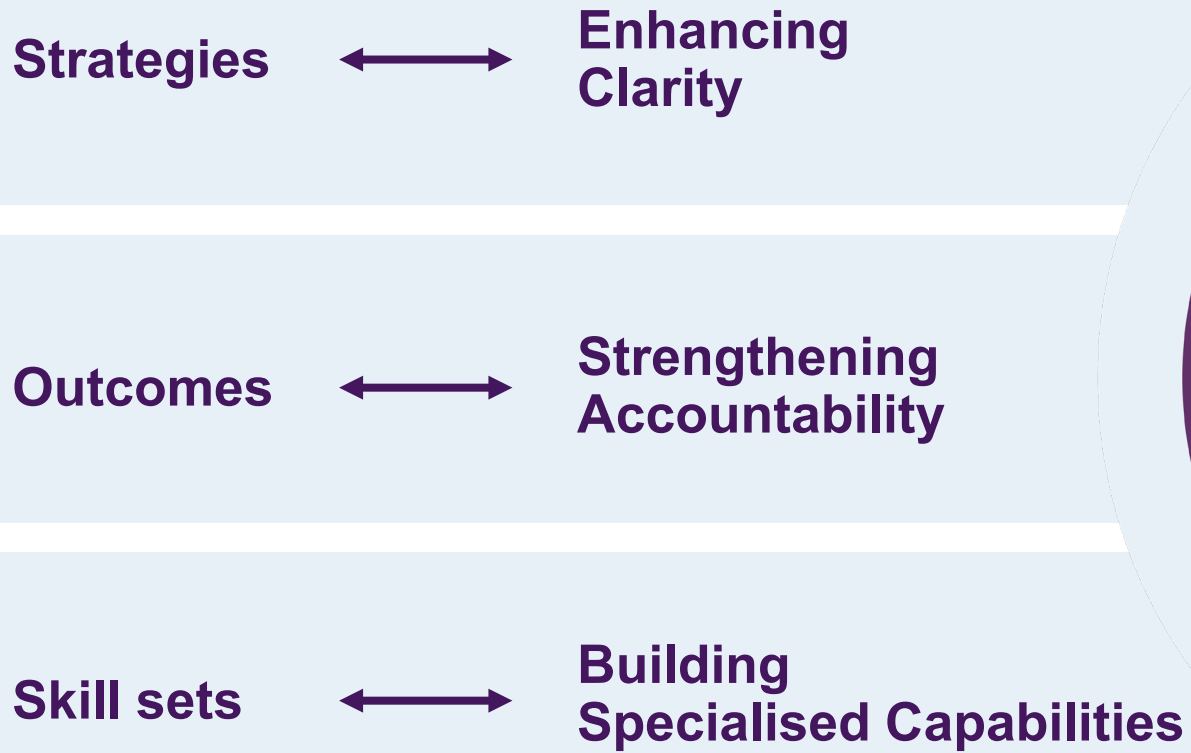 Strategies
Enhancing
Clarity
Outcomes
Strengthening
Accountability
Skill sets
Building
Specialised Capabilities